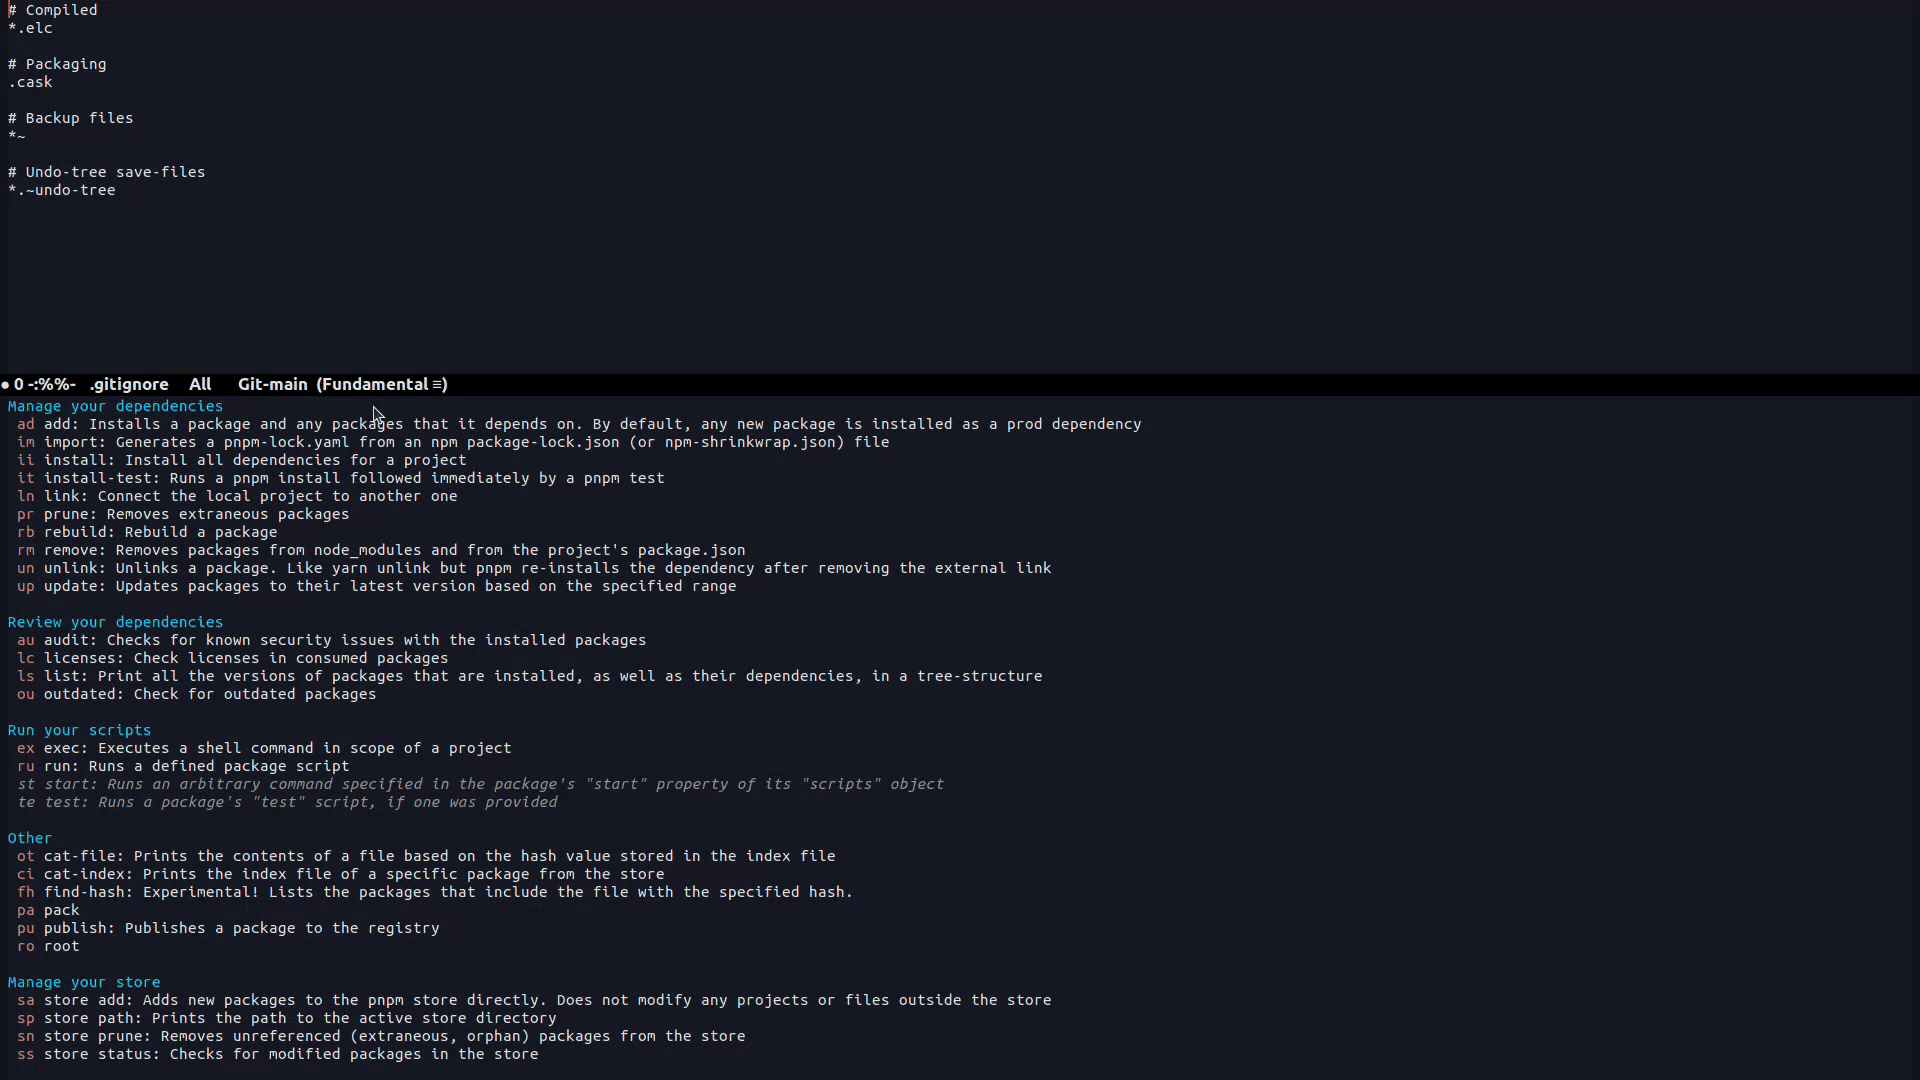 # Compiled
*.elc
# Packaging
.cask
# Backup files
*~
# Undo-tree save-files
*.~undo-tree
● 0 -:%%-  .gitignore  All  Git-main  (Fundamental ≡)
Manage your dependencies
ad add: Installs a package and any packages that it depends on. By default, any new package is installed as a prod dependency
im import: Generates a pnpm-lock.yaml from an npm package-lock.json (or npm-shrinkwrap.json) file
ii install: Install all dependencies for a project
it install-test: Runs a pnpm install followed immediately by a pnpm test
ln link: Connect the local project to another one
pr prune: Removes extraneous packages
rb rebuild: Rebuild a package
rm remove: Removes packages from node_modules and from the project's package.json
un unlink: Unlinks a package. Like yarn unlink but pnpm re-installs the dependency after removing the external link
up update: Updates packages to their latest version based on the specified range
Review your dependencies
au audit: Checks for known security issues with the installed packages
lc licenses: Check licenses in consumed packages
ls list: Print all the versions of packages that are installed, as well as their dependencies, in a tree-structure
ou outdated: Check for outdated packages
Run your scripts
ex exec: Executes a shell command in scope of a project
ru run: Runs a defined package script
st start: Runs an arbitrary command specified in the package's "start" property of its "scripts" object
te test: Runs a package's "test" script, if one was provided
Other
ot cat-file: Prints the contents of a file based on the hash value stored in the index file
ci cat-index: Prints the index file of a specific package from the store
fh find-hash: Experimental! Lists the packages that include the file with the specified hash.
pa pack
pu publish: Publishes a package to the registry
ro root
Manage your store
sa store add: Adds new packages to the pnpm store directly. Does not modify any projects or files outside the store
sp store path: Prints the path to the active store directory
sn store prune: Removes unreferenced (extraneous, orphan) packages from the store
ss store status: Checks for modified packages in the store